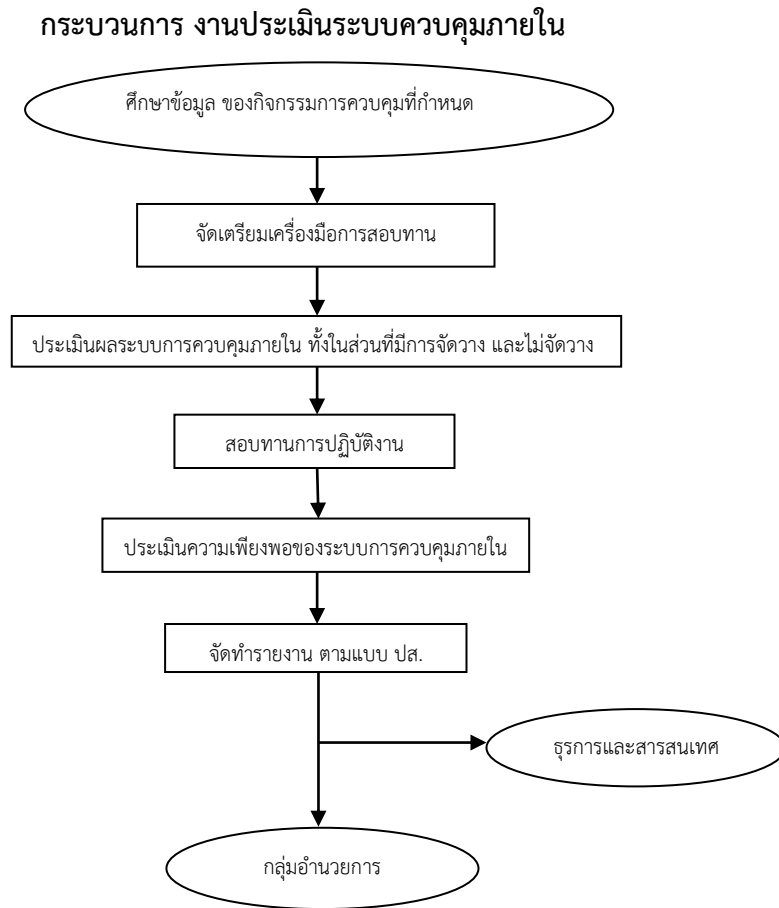 กระบวนการ งานประเมินระบบควบคุมภายใน
ศึกษาข้อมูล ของกิจกรรมการควบคุมที่กำหนด
จัดเตรียมเครื่องมือการสอบทาน
ประเมินผลระบบการควบคุมภายใน ทั้งในส่วนที่มีการจัดวาง และไม่จัดวาง
สอบทานการปฏิบัติงาน
ประเมินความเพียงพอของระบบการควบคุมภายใน
จัดทำรายงาน ตามแบบ ปส.
ธุรการและสารสนเทศ
กลุ่มอำนวยการ